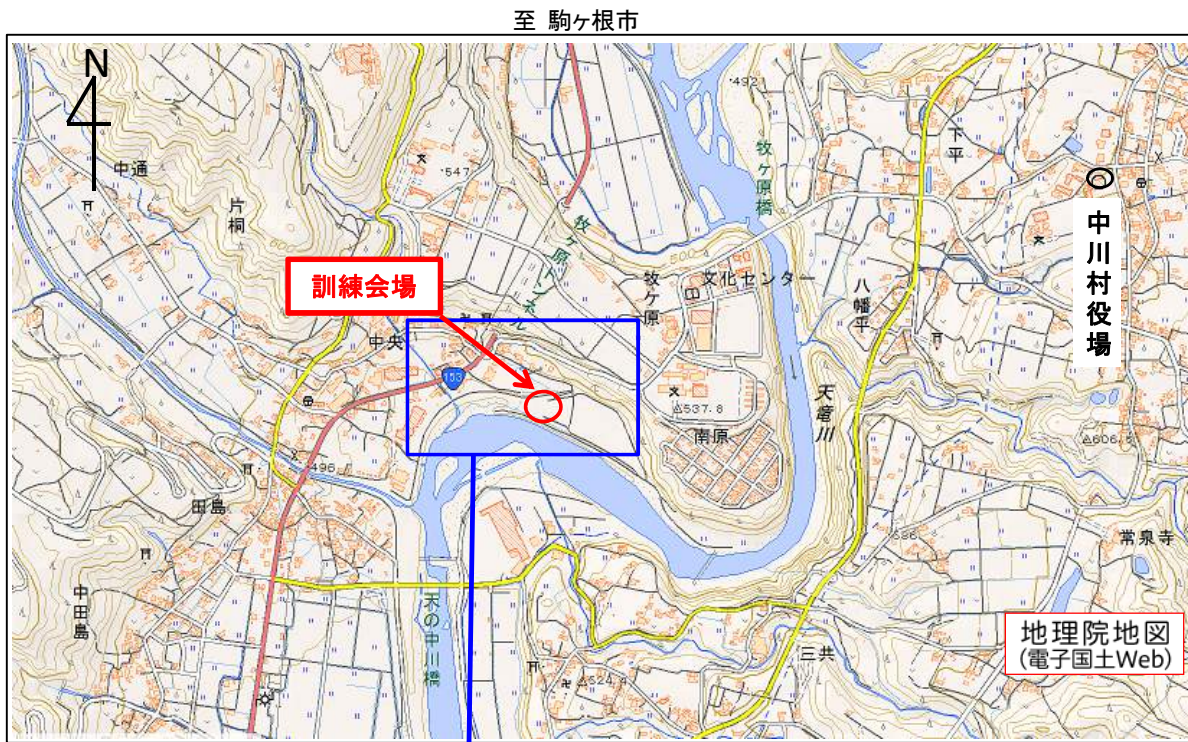 至 駒ヶ根市
N
492
中通
547
下平
片桐
牧ヶ原橋
500
牧ヶ原トンネル
牧ヶ原
文化センター
中川村役場
訓練会場
八幡平
中央
153
537.8
天竜川
南原
606.5
496
田島
常泉寺
中田島
天の中川橋
地理院地図
(電子国土Web)
三共
524.4